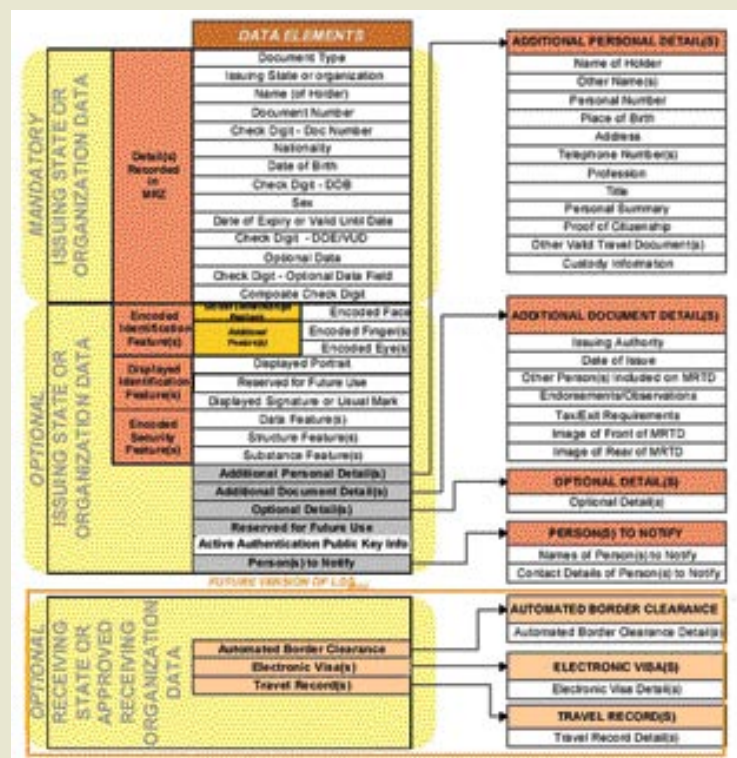 DATA ELEMENTS
MANDATORY
ISSUING STATE OR
ORGANIZATION DATA
Detail(s)
Recorded
in
MRZ
Document Type
Issuing State or organization
Name (of Holder)
Document Number
Check Digit - Doc Number
Nationality
Date of Birth
Check Digit - DOB
Sex
Date of Expiry or Valid Until Date
Check Digit - DOE/VUD
Optional Data
Check Digit - Optional Data Field
Composite Check Digit
OPTIONAL
ISSUING STATE OR
ORGANIZATION DATA
Encoded
Identification
Feature(s)
Additional
Feature(s)
Encoded Face
Encoded Finger(s)
Encoded Eye(s)
Displayed
Identification
Feature(s)
Displayed Portrait
Reserved for Future Use
Displayed Signature or Usual Mark
Encoded
Security
Feature(s)
Data Feature(s)
Structure Feature(s)
Substance Feature(s)
Additional Personal Detail(s)
Additional Document Detail(s)
Optional Detail(s)
Reserved for Future Use
Active Authentication Public Key Info
Person(s) to Notify
FUTURE VERSION OF LDS
OPTIONAL
RECEIVING
STATE OR
APPROVED
RECEIVING
ORGANIZATION
DATA
Automated Border Clearance
Electronic Visa(s)
Travel Record(s)
ADDITIONAL PERSONAL DETAIL(S)
Name of Holder
Other Name(s)
Personal Number
Place of Birth
Address
Telephone Number(s)
Profession
Title
Personal Summary
Proof of Citizenship
Other Valid Travel Document(s)
Custody Information
ADDITIONAL DOCUMENT DETAIL(S)
Issuing Authority
Date of Issue
Other Person(s) Included on MRTD
Endorsements/Observations
Tax/Exit Requirements
Image of Front of MRTD
Image of Rear of MRTD
OPTIONAL DETAIL(S)
Optional Detail(s)
PERSON(S) TO NOTIFY
Names of Person(s) to Notify
Contact Details of Person(s) to Notify
AUTOMATED BORDER CLEARANCE
Automated Border Clearance Detail(s)
ELECTRONIC VISA(S)
Electronic Visa Detail(s)
TRAVEL RECORD(S)
Travel Record Detail(s)